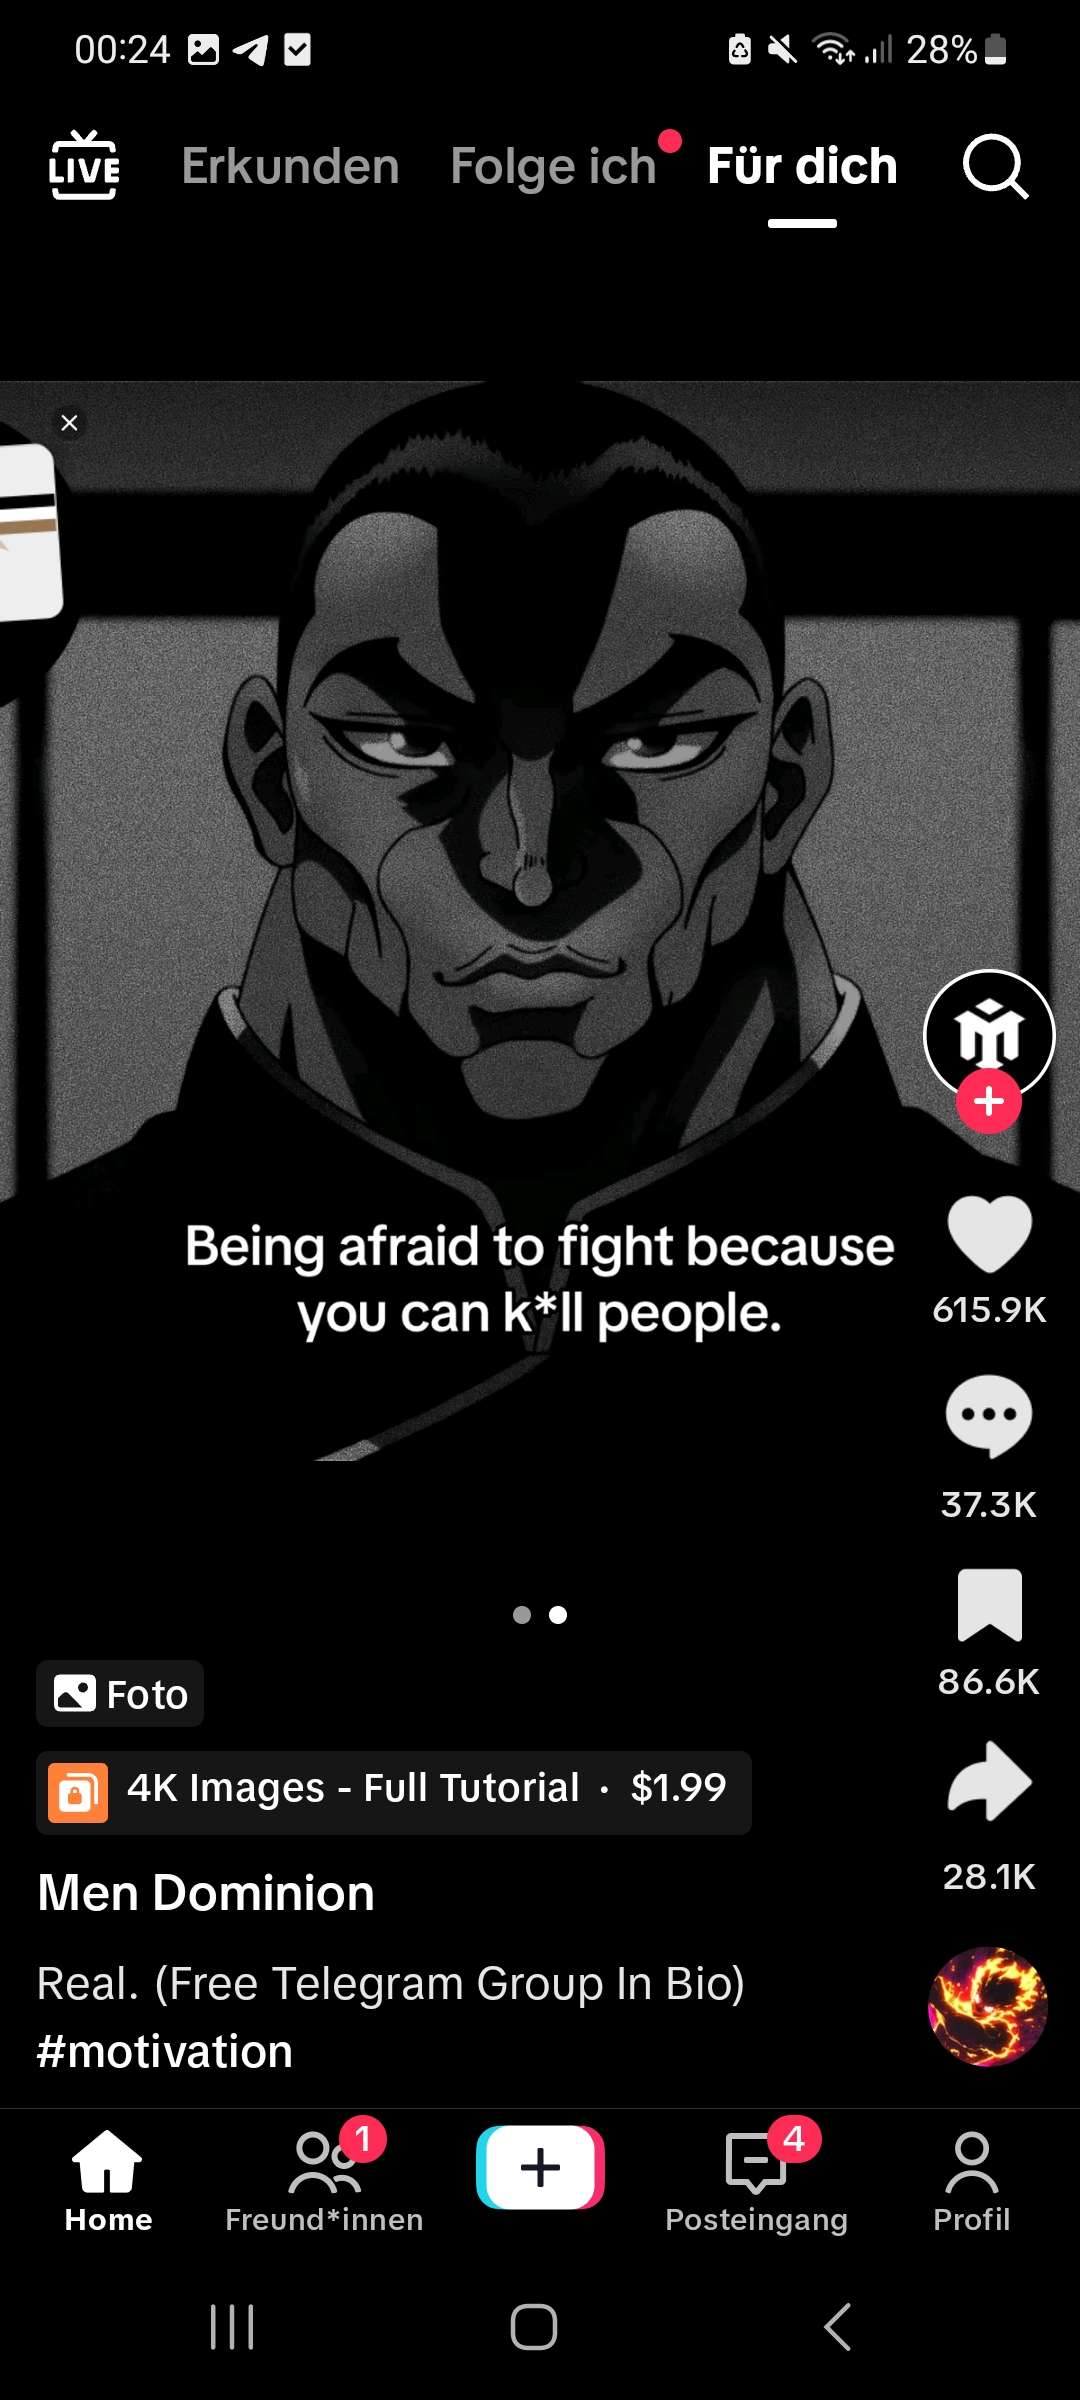 00:24
28%
LIVE
Erkunden
Folge ich
Für dich
Being afraid to fight because
you can k*ll people.
615.9K
37.3K
86.6K
28.1K
Foto
4K Images - Full Tutorial · $1.99
Men Dominion
Real. (Free Telegram Group In Bio)
#motivation
1
4
Home
Freund*innen
Posteingang
Profil